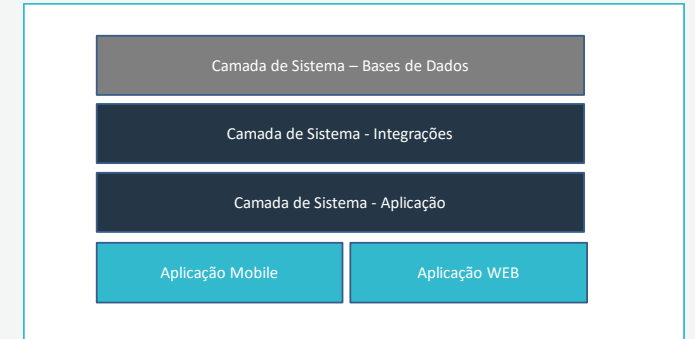 Camada de Sistema – Bases de Dados
Camada de Sistema - Integrações
Camada de Sistema - Aplicação
Aplicação Mobile
Aplicação WEB